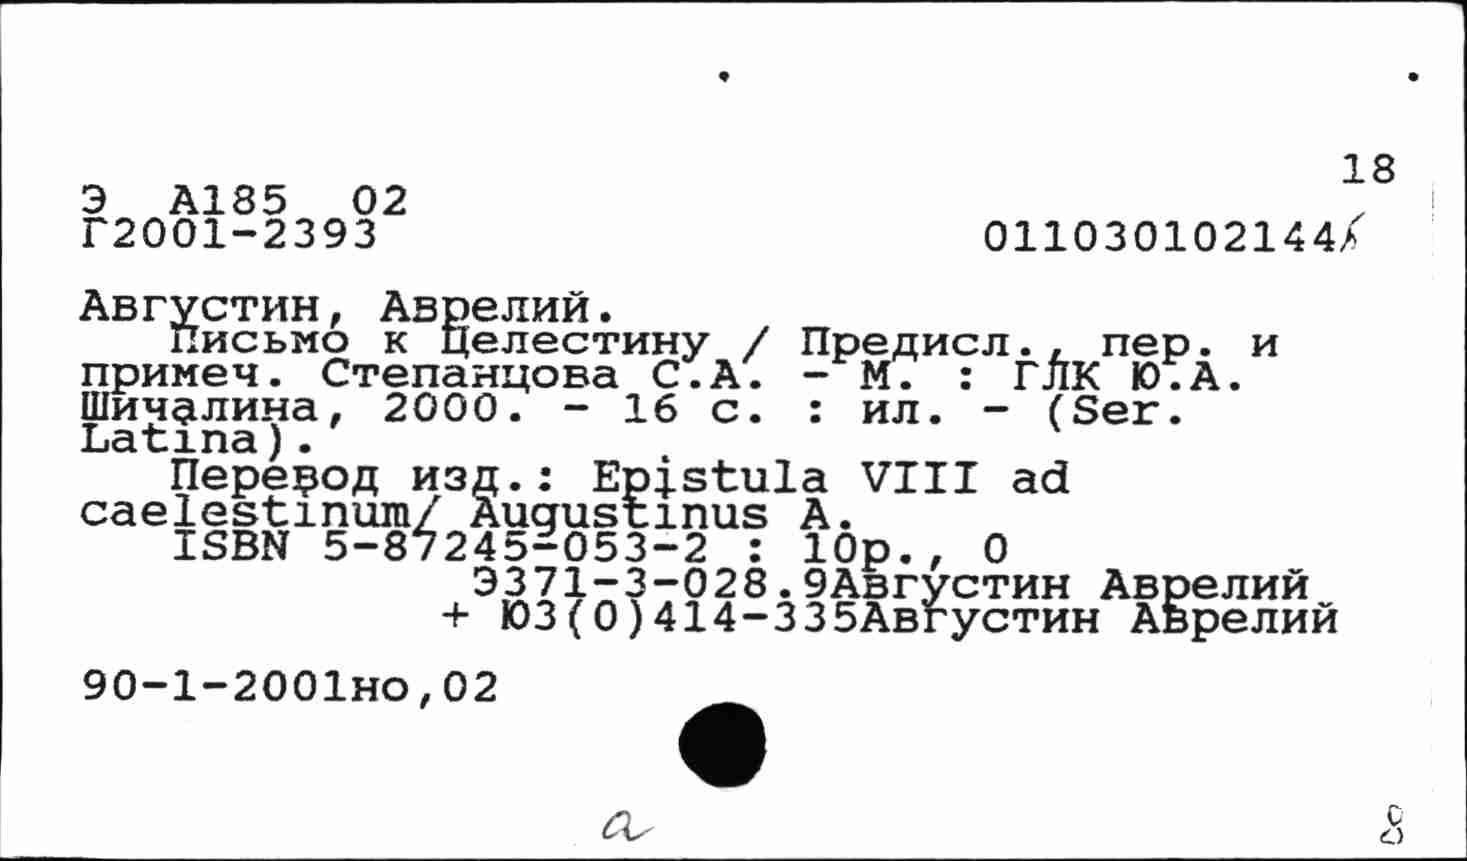 18
Э А185 02
Г2001-2393 011030102144
Августин, Аврелий.
Письмо к Целестину / Предисл., пер. и
примеч. Степанцова С.А. - М. : ГЛК Ю.А.
Шичалина, 2000. - 16 с. : ил. - (Ser.
Latina).
Перевод изд.: Epistula VIII ad
caelestinum/ Augustinus A.
ISBN 5-87245-053-2 : 10р., 0
Э371-3-028.9Августин Аврелий
+ Ю3(0)414-335Августин Аврелий
90-1-2001но,02
а
8